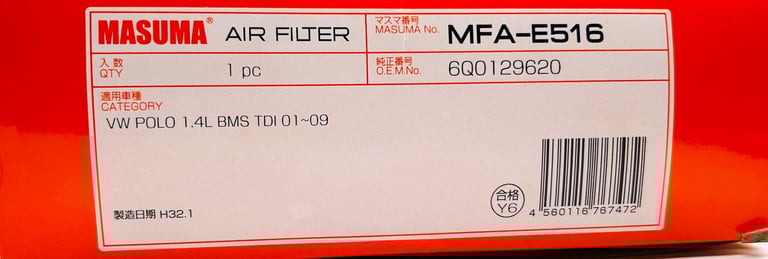 MASUMA® AIR FILTER
マスマ番号
MASUMA No. MFA-E516
入数
QTY 1 pc
純正番号
O.E.M.No. 6Q0129620
適用車種
CATEGORY
VW POLO 1.4L BMS TDI 01~09
製造日期 H32.1
合格
Y6
4 560116 767472